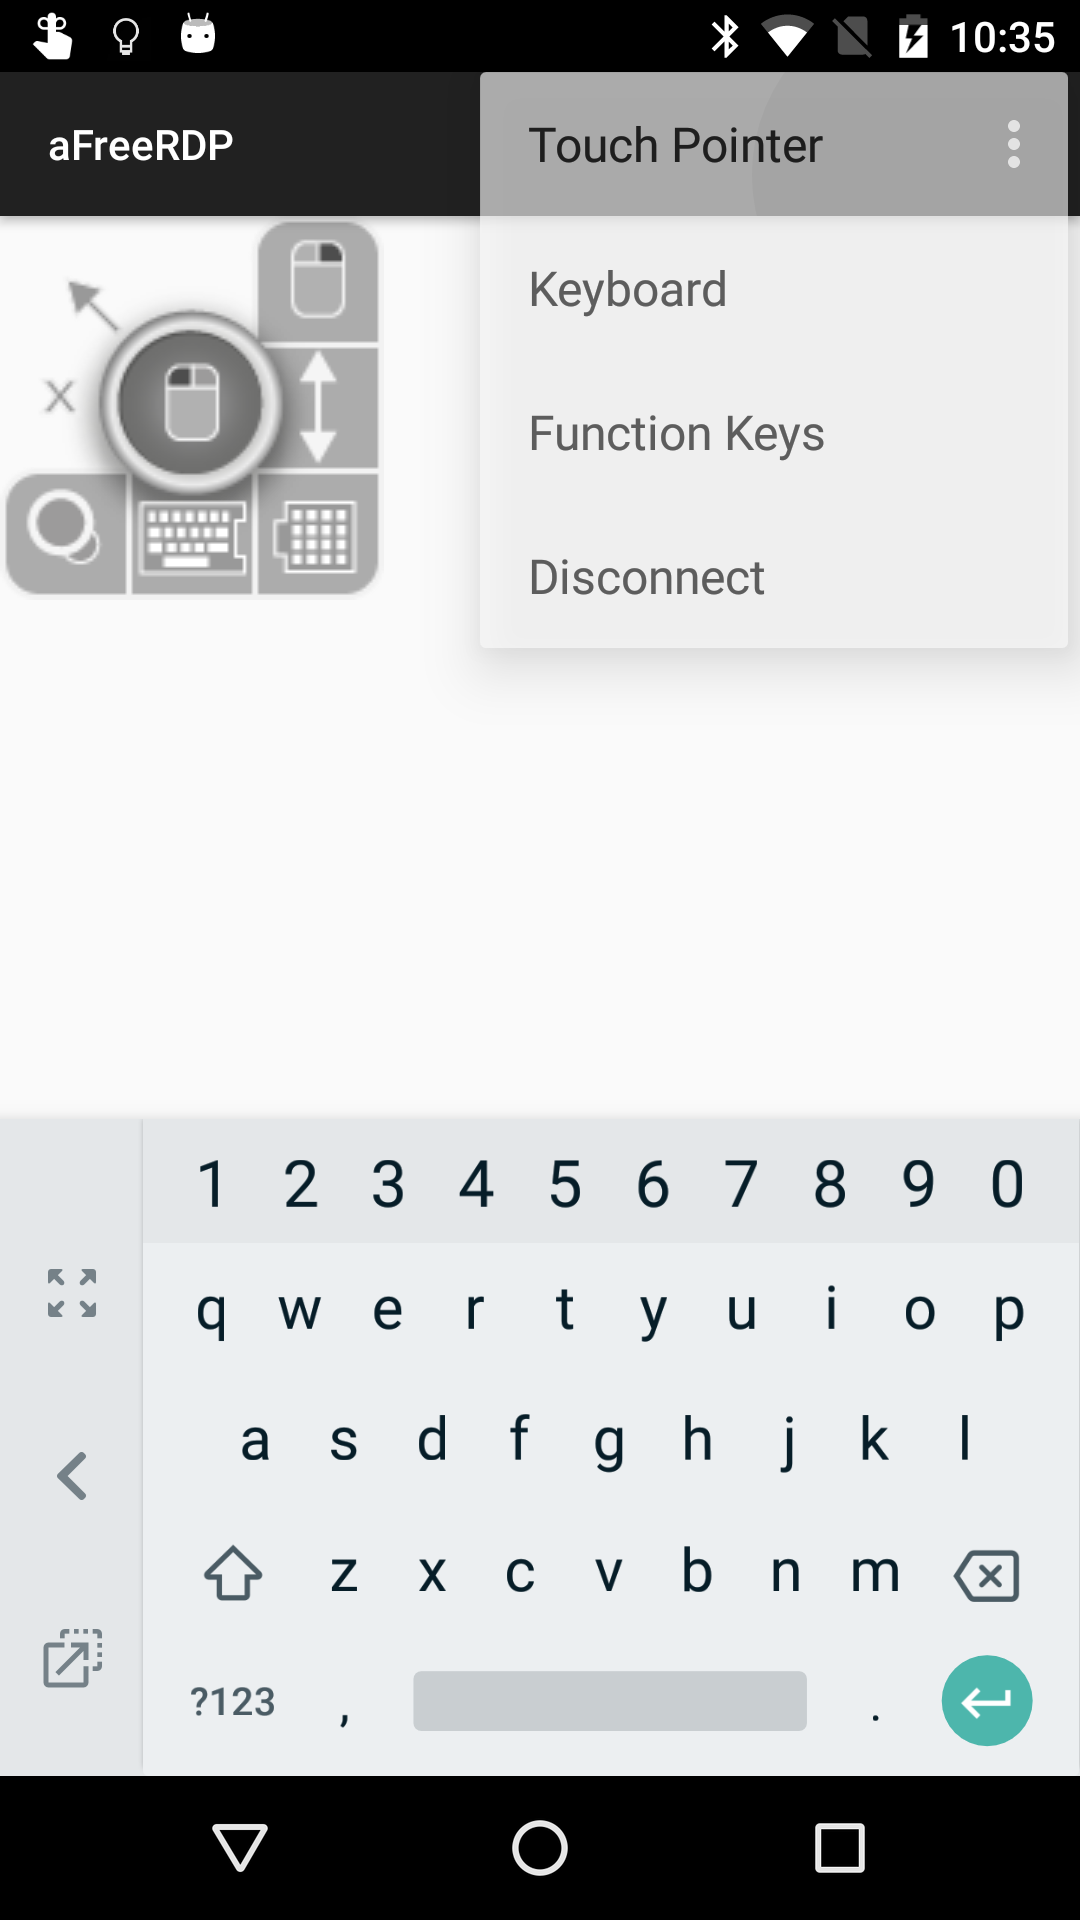 10:35
aFreeRDP
Touch Pointer
Keyboard
Function Keys
Disconnect
1 2 3 4 5 6 7 8 9 0
q w e r t y u i o p
a s d f g h j k l
z x c v b n m
?123 , .